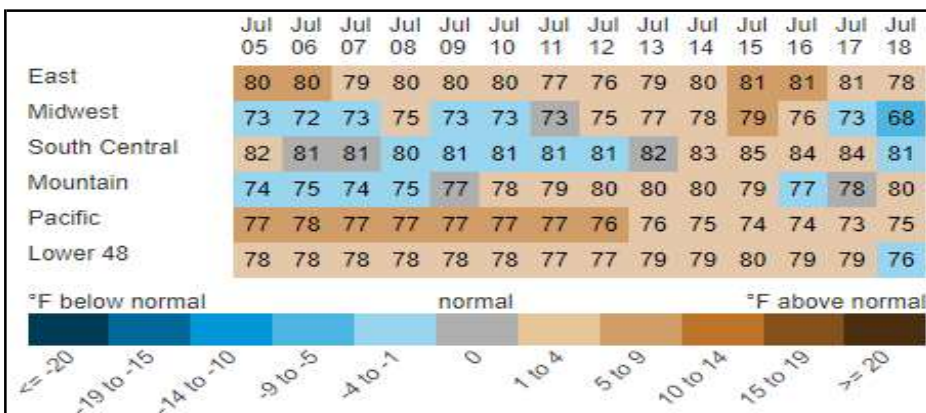 Jul Jul Jul Jul Jul Jul Jul Jul Jul Jul Jul Jul Jul Jul
05 06 07 08 09 10 11 12 13 14 15 16 17 18
East 80 80 79 80 80 80 77 76 79 80 81 81 81 78
Midwest 73 72 73 75 73 73 73 75 77 78 79 76 73 68
South Central 82 81 81 80 81 81 81 81 82 83 85 84 84 81
Mountain 74 75 74 75 77 78 79 80 80 80 79 77 78 80
Pacific 77 78 77 77 77 77 77 76 76 75 74 74 73 75
Lower 48 78 78 78 78 78 78 77 77 79 79 80 79 79 76
°F below normal normal °F above normal
<= -20 -19 to -15 -14 to -10 -9 to -5 -4 to -1 0 1 to 4 5 to 9 10 to 14 15 to 19 >= 20